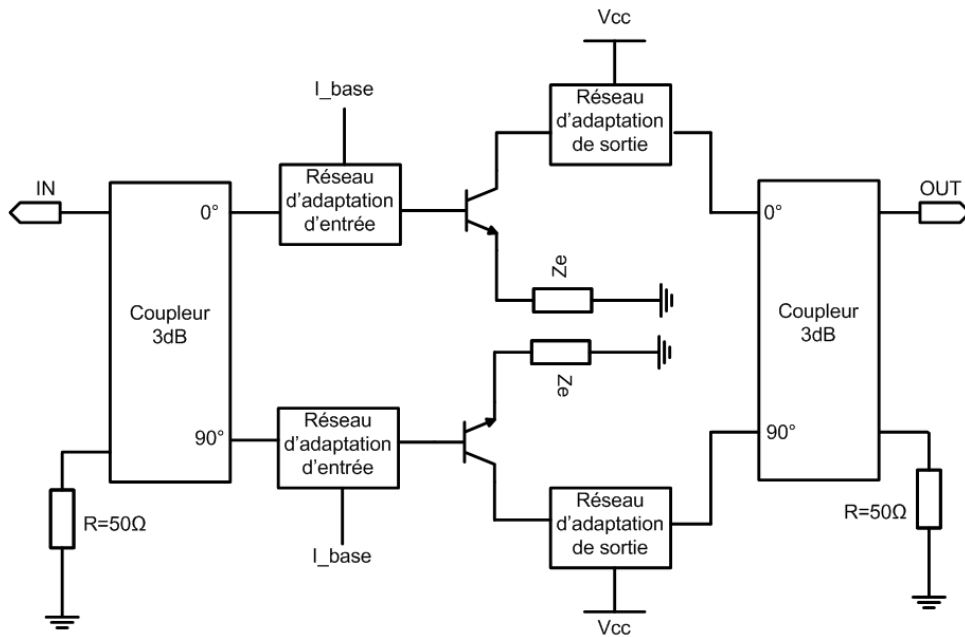 Vcc
I_base
Réseau
d'adaptation
de sortie
IN
Réseau
d'adaptation
d'entrée
OUT
0°
0°
Ze
Coupleur
3dB
Coupleur
3dB
Ze
90°
Réseau
d'adaptation
d'entrée
90°
R=50Ω
Réseau
d'adaptation
de sortie
R=50Ω
I_base
Vcc